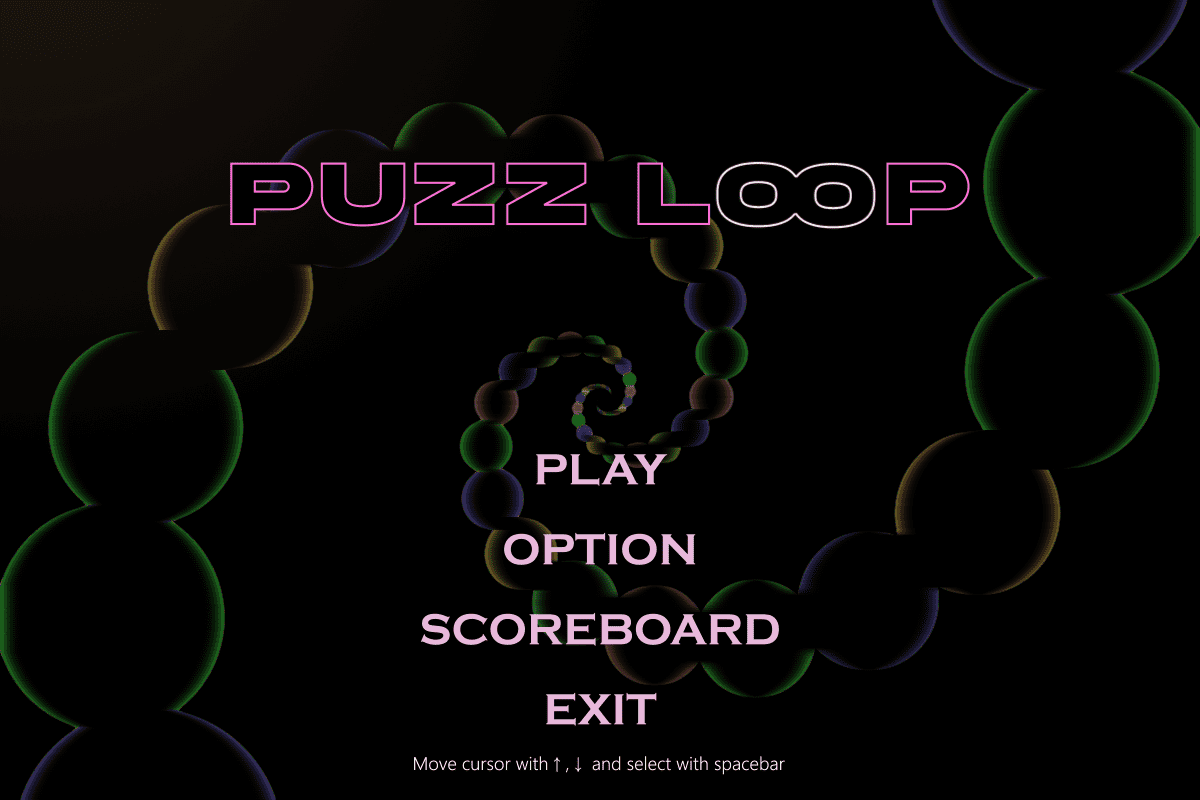 PUZZ LOOP
PLAY
OPTION
SCOREBOARD
EXIT
Move cursor with ↑ , ↓ and select with spacebar